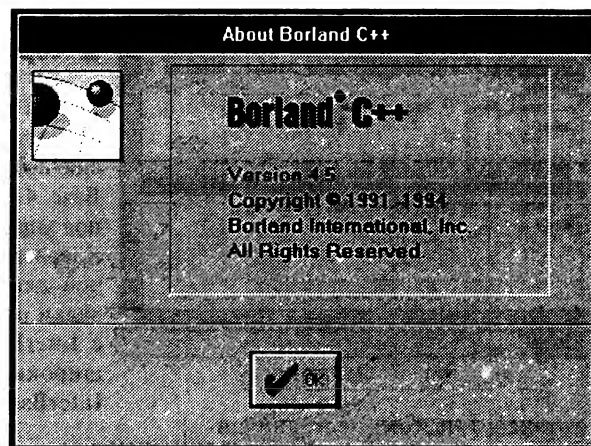 About Borland C++
Borland® C++
Version 4.5
Copyright © 1991, 1994
Borland International, Inc.
All Rights Reserved.
OK